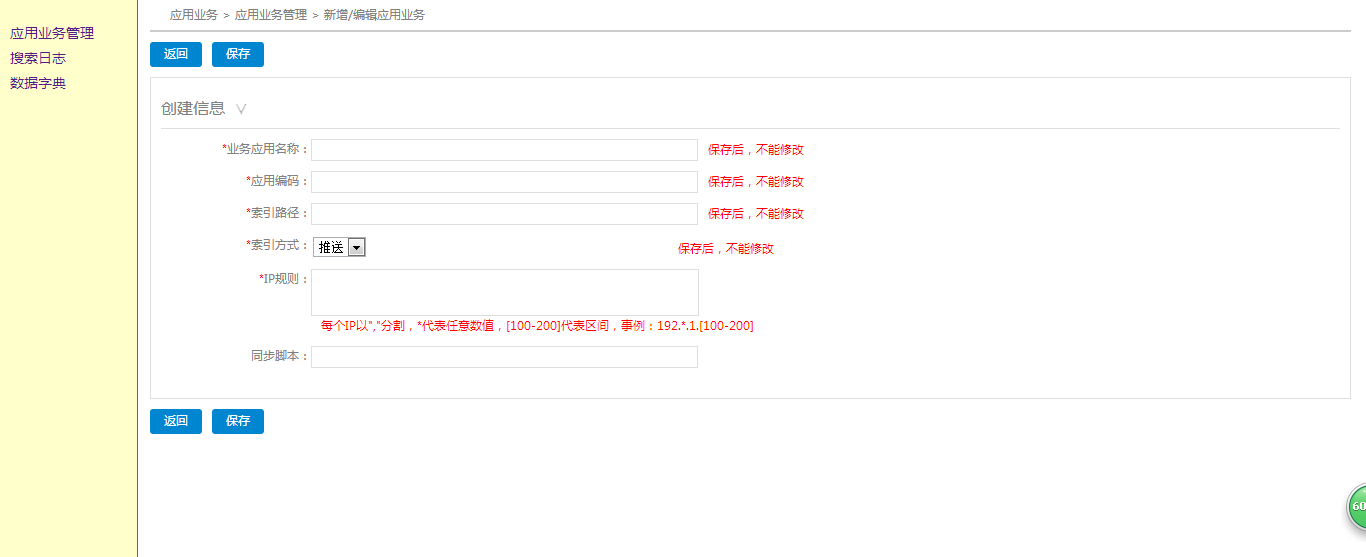 应用业务 > 应用业务管理 > 新增/编辑应用业务
应用业务管理
搜索日志
数据字典
返回 保存
创建信息
*业务应用名称： 保存后，不能修改
*应用编码： 保存后，不能修改
*索引路径： 保存后，不能修改
*索引方式： 推送 保存后，不能修改
*IP规则：
每个IP以","分割，*代表任意数值，[100-200]代表区间，事例：192.*.1.[100-200]
同步脚本：
返回 保存